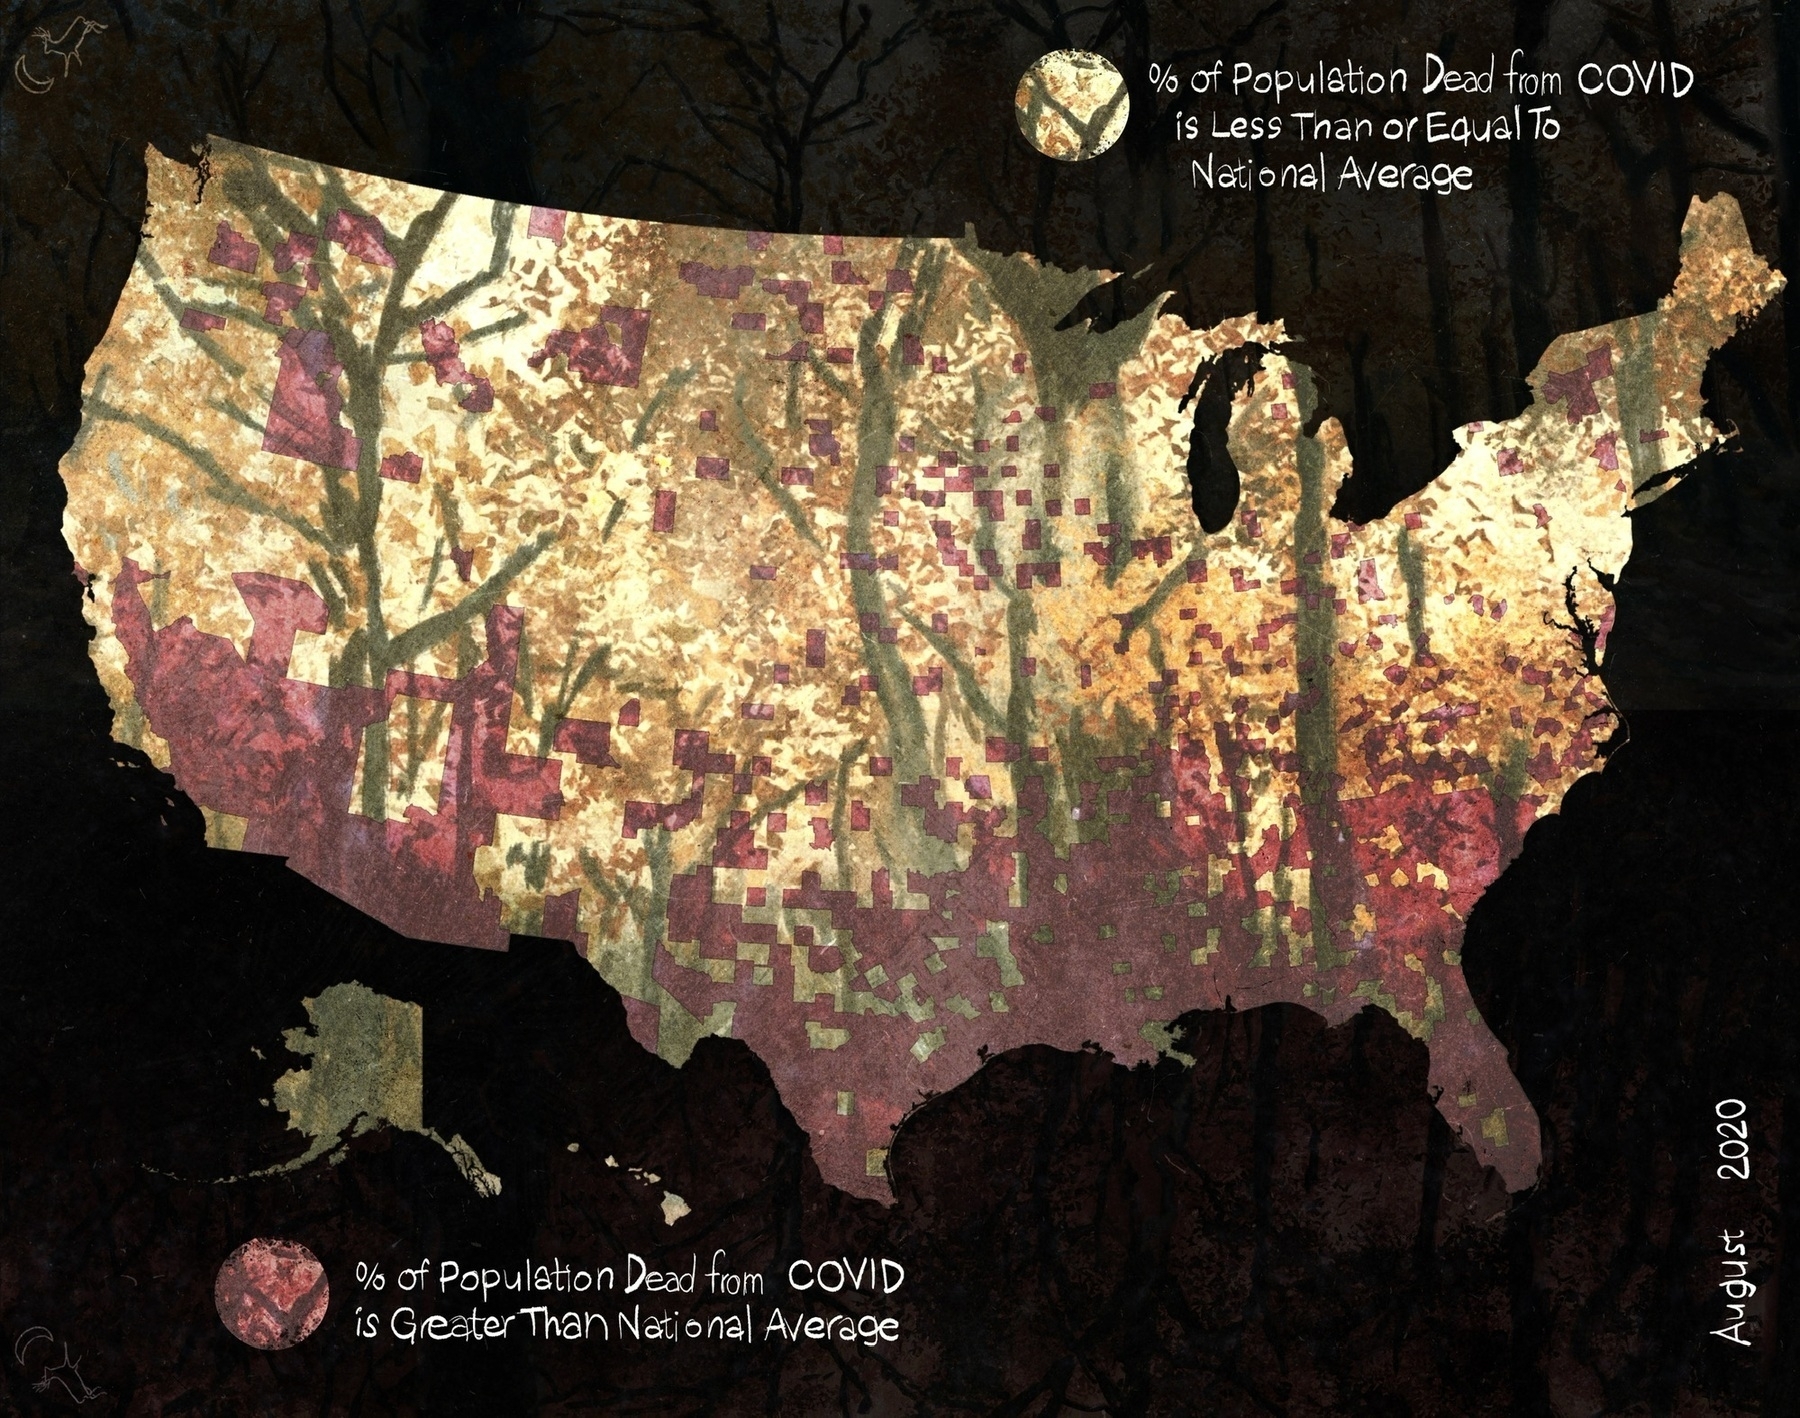 % of Population Dead from COVID
is Less Than or Equal To
National Average
August 2020
% of Population Dead from COVID
is Greater Than National Average